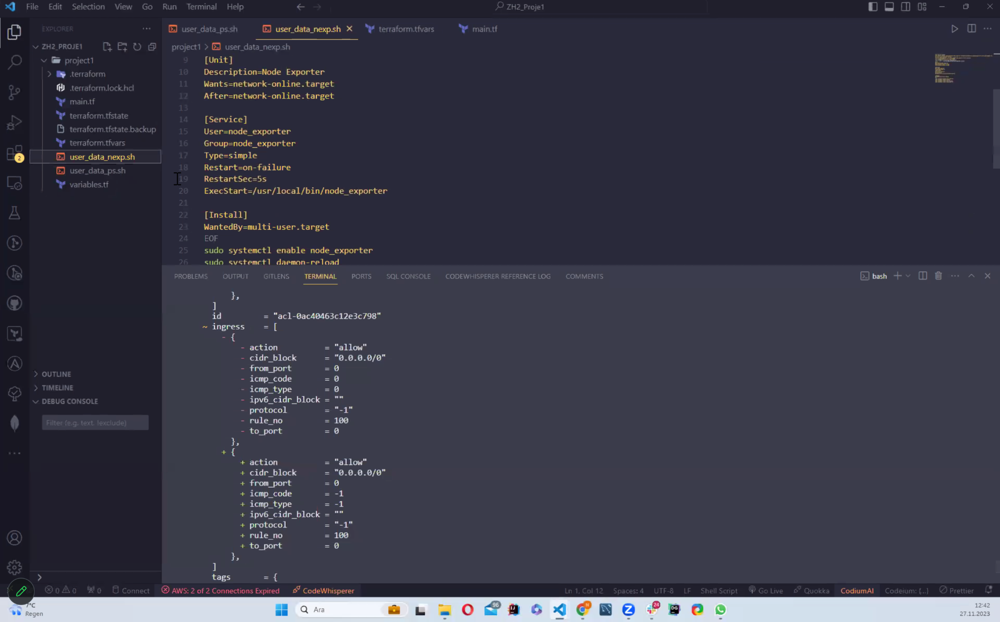 File Edit Selection View Go Run Terminal Help
ZH2_Proje1
EXPLORER
user_data_ps.sh
user_data_nexp.sh
terraform.tfvars
main.tf
ZH2_PROJE1
project1
.terraform
.terraform.lock.hcl
main.tf
terraform.tfstate
terraform.tfstate.backup
terraform.tfvars
user_data_nexp.sh
user_data_ps.sh
variables.tf
OUTLINE
TIMELINE
DEBUG CONSOLE
Filter (e.g. text, !exclude)
2
project1 > user_data_nexp.sh
9 [Unit]
10 Description=Node Exporter
11 Wants=network-online.target
12 After=network-online.target
13
14 [Service]
15 User=node_exporter
16 Group=node_exporter
17 Type=simple
18 Restart=on-failure
19 RestartSec=5s
20 ExecStart=/usr/local/bin/node_exporter
21
22 [Install]
23 WantedBy=multi-user.target
24 EOF
25 sudo systemctl enable node_exporter
26 sudo systemctl daemon-reload
PROBLEMS OUTPUT GITLENS TERMINAL PORTS SQL CONSOLE CODEWHISPERER REFERENCE LOG COMMENTS
bash
},
]
id = "acl-0ac40463c12e3c798"
~ ingress = [
- {
- action = "allow"
- cidr_block = "0.0.0.0/0"
- from_port = 0
- icmp_code = 0
- icmp_type = 0
- ipv6_cidr_block = ""
- protocol = "-1"
- rule_no = 100
- to_port = 0
},
+ {
+ action = "allow"
+ cidr_block = "0.0.0.0/0"
+ from_port = 0
+ icmp_code = -1
+ icmp_type = -1
+ ipv6_cidr_block = ""
+ protocol = "-1"
+ rule_no = 100
+ to_port = 0
},
]
tags = {
0 0 0 Connect AWS: 2 of 2 Connections Expired CodeWhisperer
Ln 1, Col 12 Spaces: 4 UTF-8 LF Shell Script Go Live Quokka CodiumAI Codeium: {...} Prettier
7°C
Regen
Ara
96
24
12:42
27.11.2023